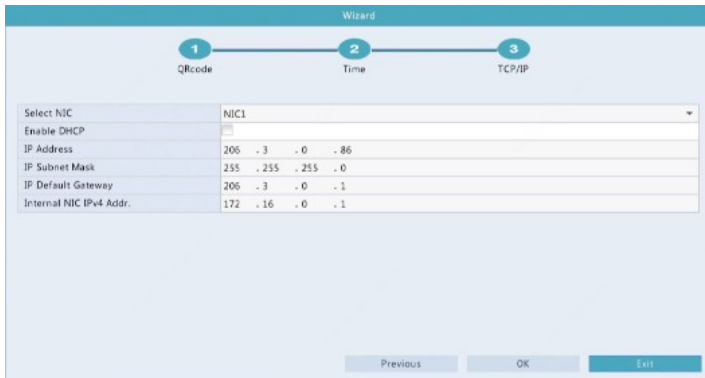 Wizard
1 2 3
QRcode Time TCP/IP
Select NIC NIC1
Enable DHCP
IP Address 206 . 3 . 0 . 86
IP Subnet Mask 255 . 255 . 255 . 0
IP Default Gateway 206 . 3 . 0 . 1
Internal NIC IPv4 Addr. 172 . 16 . 0 . 1
Previous OK Exit